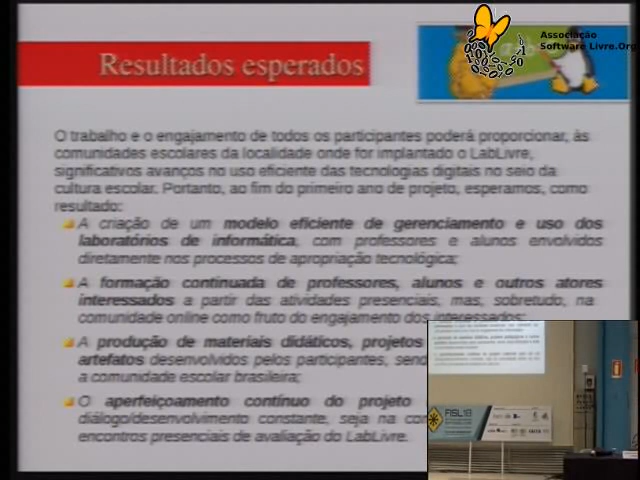 Associação
Software Livre.Org
Resultados esperados
O trabalho e o engajamento de todos os participantes poderá proporcionar, às
comunidades escolares da localidade onde for implantado o LabLivre,
significativos avanços no uso eficiente das tecnologias digitais no seio da
cultura escolar. Portanto, ao fim do primeiro ano de projeto, esperamos, como
resultado:
A criação de um modelo eficiente de gerenciamento e uso dos
laboratórios de informática, com professores e alunos envolvidos
diretamente nos processos de apropriação tecnológica;
A formação continuada de professores, alunos e outros atores
interessados a partir das atividades presenciais, mas, sobretudo, na
comunidade online como fruto do engajamento dos interessados;
A produção de materiais didáticos, projetos
artefatos desenvolvidos pelos participantes,
a comunidade escolar brasileira;
O aperfeiçoamento contínuo do projeto
diálogo/desenvolvimento constante, seja na
encontros presenciais de avaliação do LabLivre.
FISL18